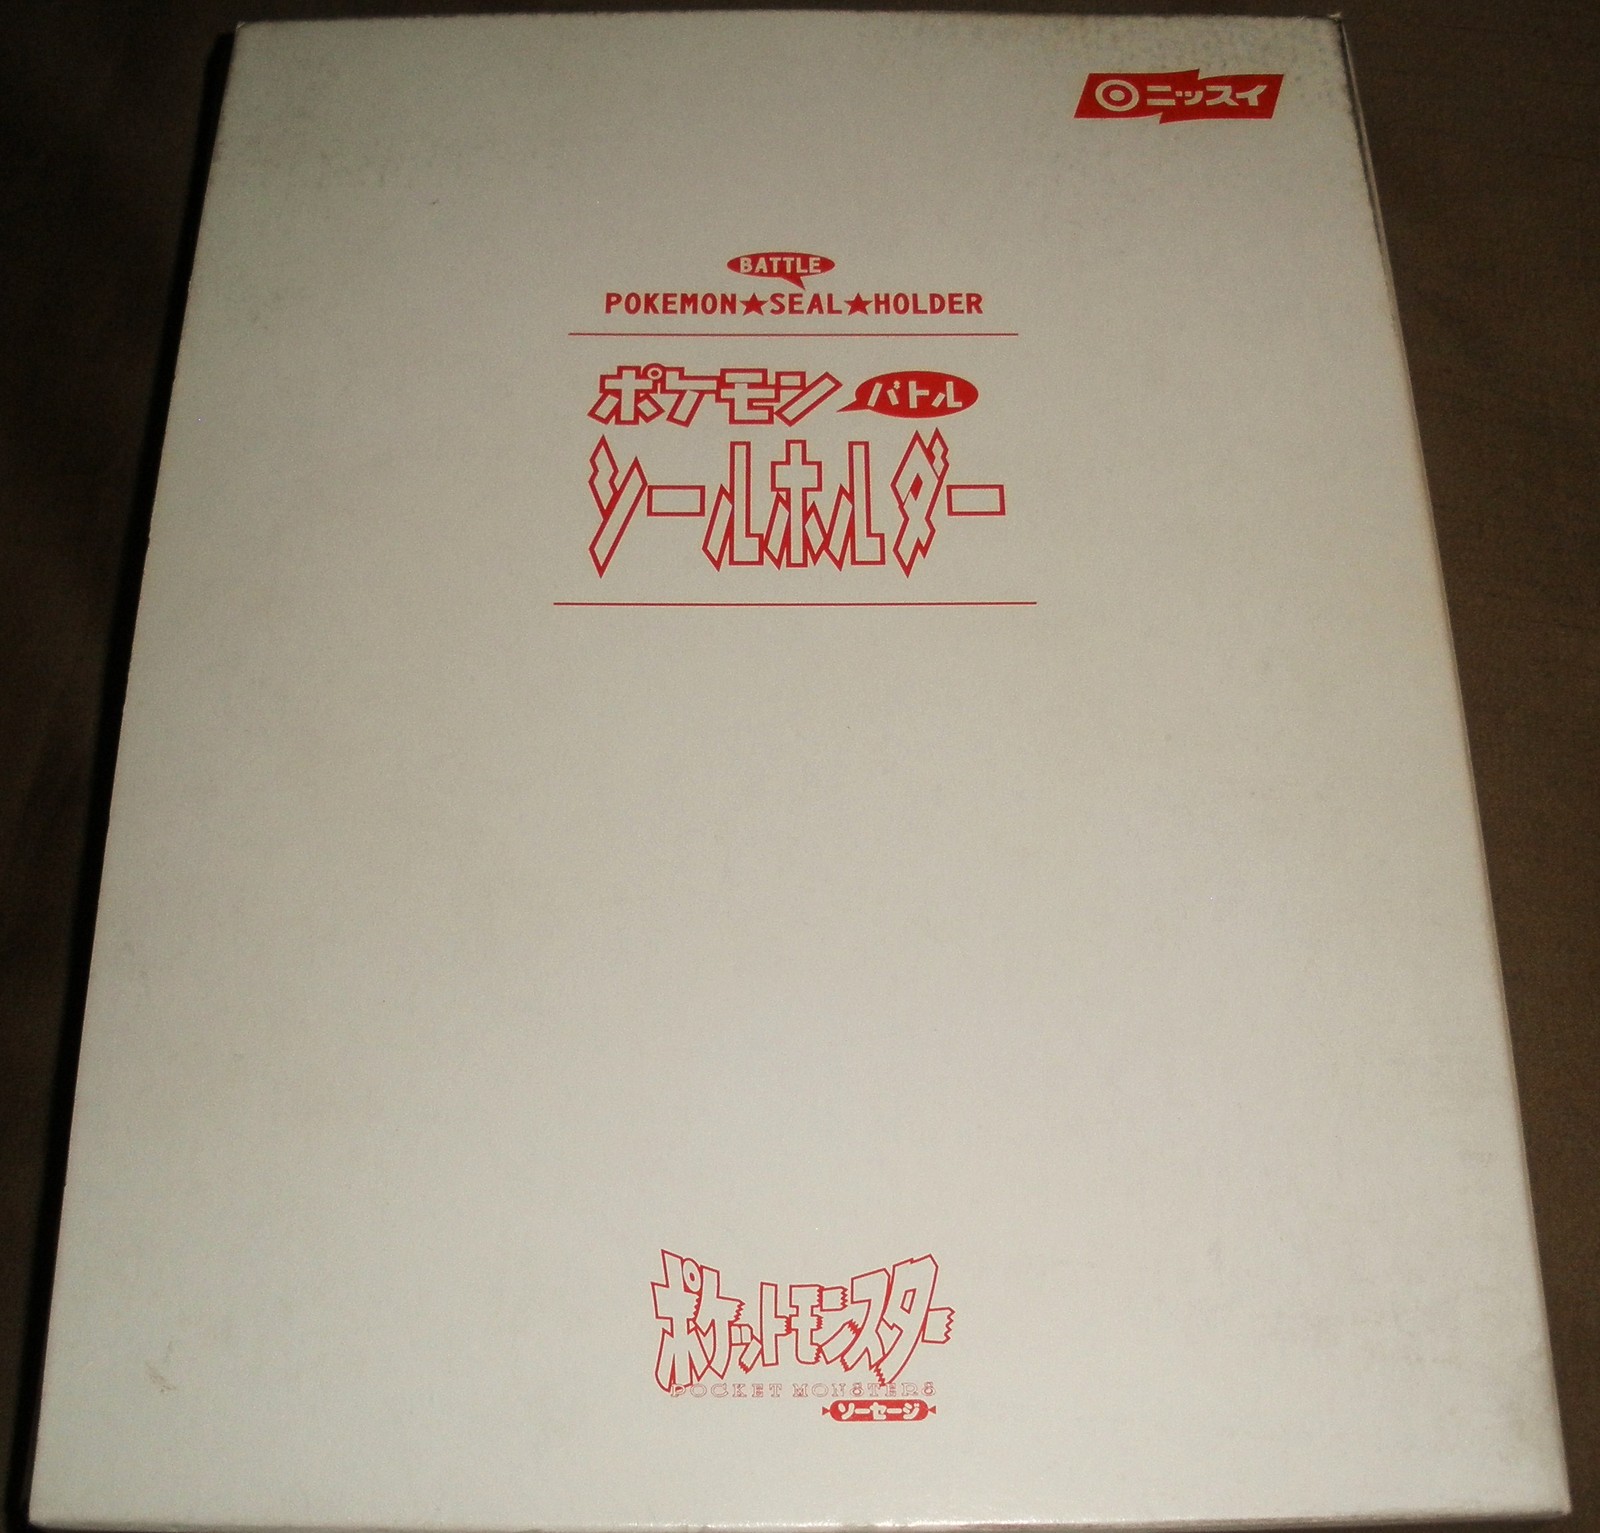 ニッスイ
BATTLE
POKEMON★SEAL★HOLDER
ポケモン バトル
シールホルダー
ポケットモンスター
POCKET MONSTERS
ソーセージ